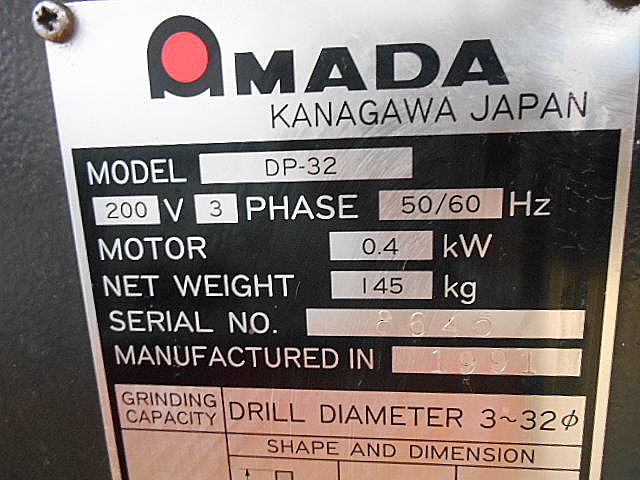 AMADA
KANAGAWA JAPAN
MODEL DP-32
200 V 3 PHASE 50/60 Hz
MOTOR 0.4 kW
NET WEIGHT 145 kg
SERIAL NO. 8645
MANUFACTURED IN 1991
GRINDING CAPACITY
DRILL DIAMETER 3~32φ
SHAPE AND DIMENSION